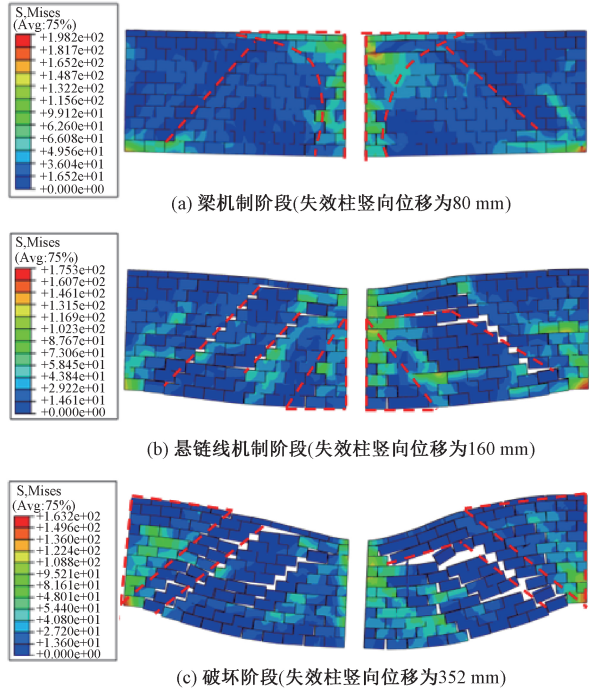 S,Mises
(Avg:75%)
+1.982e+02
+1.817e+02
+1.652e+02
+1.487e+02
+1.322e+02
+1.156e+02
+9.912e+01
+6.260e+01
+6.608e+01
+4.956e+01
+3.604e+01
+1.652e+01
+0.000e+00
(a) 梁机制阶段(失效柱竖向位移为80 mm)
S,Mises
(Avg:75%)
+1.753e+02
+1.607e+02
+1.461e+02
+1.315e+02
+1.169e+02
+1.023e+02
+8.767e+01
+7.306e+01
+5.845e+01
+4.384e+01
+2.922e+01
+1.461e+01
+0.000e+00
(b) 悬链线机制阶段(失效柱竖向位移为160 mm)
S,Mises
(Avg:75%)
+1.632e+02
+1.496e+02
+1.360e+02
+1.224e+02
+1.088e+02
+9.521e+01
+8.161e+01
+4.801e+01
+5.440e+01
+4.080e+01
+2.720e+01
+1.360e+01
+0.000e+00
(c) 破坏阶段(失效柱竖向位移为352 mm)